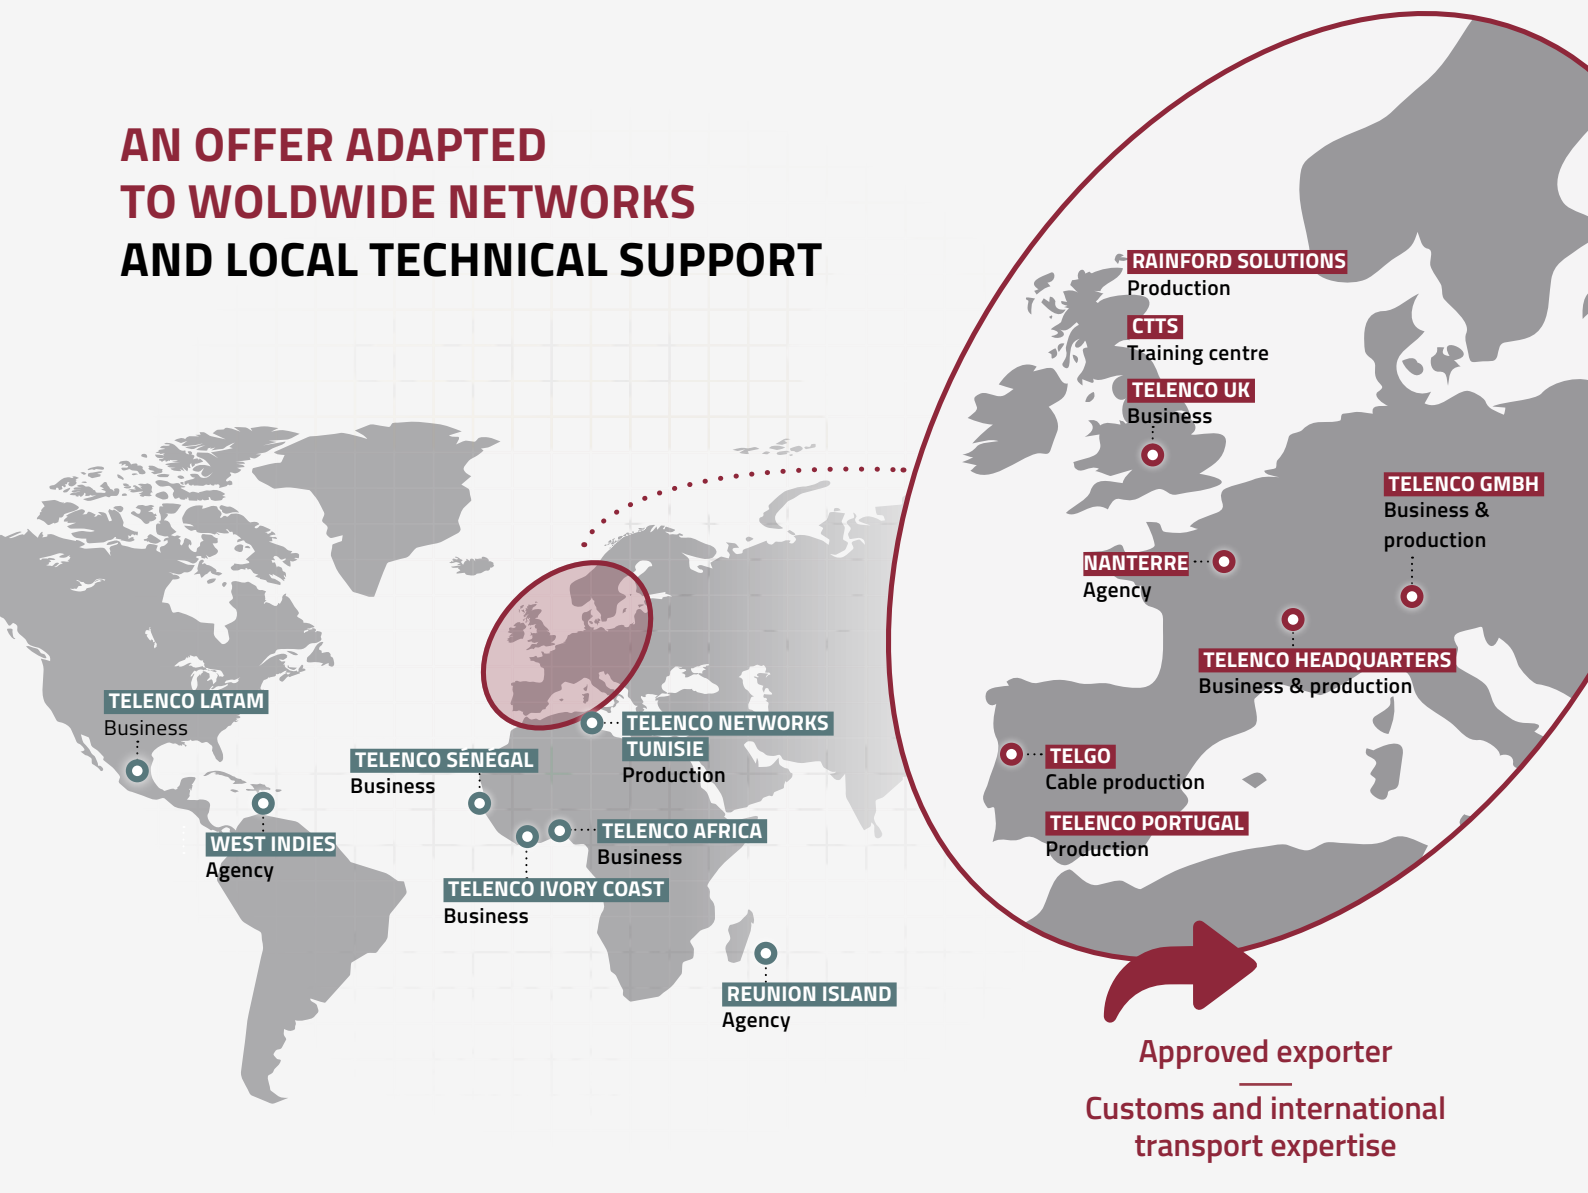 AN OFFER ADAPTED
TO WOLDWIDE NETWORKS
AND LOCAL TECHNICAL SUPPORT
RAINFORD SOLUTIONS
Production
CTTS
Training centre
TELENCO UK
Business
TELENCO GMBH
Business &
production
NANTERRE
Agency
TELENCO HEADQUARTERS
Business & production
TELGO
Cable production
TELENCO PORTUGAL
Production
TELENCO LATAM
Business
WEST INDIES
Agency
TELENCO SÉNÉGAL
Business
TELENCO NETWORKS
TUNISIE
Production
TELENCO AFRICA
Business
TELENCO IVORY COAST
Business
REUNION ISLAND
Agency
Approved exporter
Customs and international
transport expertise